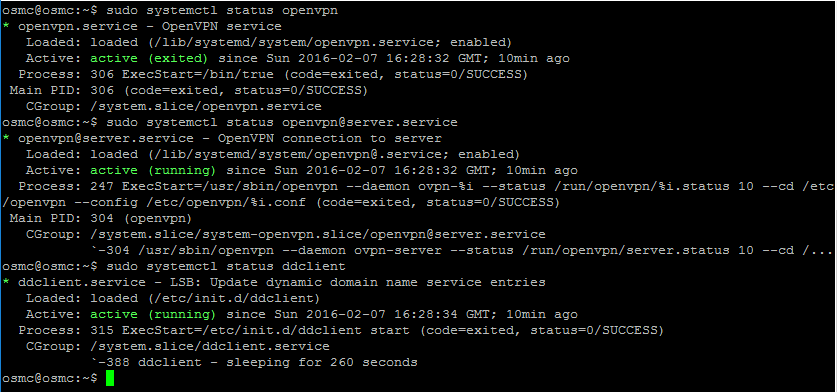 osmc@osmc:~$ sudo systemctl status openvpn
* openvpn.service - OpenVPN service
   Loaded: loaded (/lib/systemd/system/openvpn.service; enabled)
   Active: active (exited) since Sun 2016-02-07 16:28:32 GMT; 10min ago
  Process: 306 ExecStart=/bin/true (code=exited, status=0/SUCCESS)
 Main PID: 306 (code=exited, status=0/SUCCESS)
   CGroup: /system.slice/openvpn.service
osmc@osmc:~$ sudo systemctl status openvpn@server.service
* openvpn@server.service - OpenVPN connection to server
   Loaded: loaded (/lib/systemd/system/openvpn@.service; enabled)
   Active: active (running) since Sun 2016-02-07 16:28:32 GMT; 10min ago
  Process: 247 ExecStart=/usr/sbin/openvpn --daemon ovpn-%i --status /run/openvpn/%i.status 10 --cd /etc
/openvpn --config /etc/openvpn/%i.conf (code=exited, status=0/SUCCESS)
 Main PID: 304 (openvpn)
   CGroup: /system.slice/system-openvpn.slice/openvpn@server.service
           `-304 /usr/sbin/openvpn --daemon ovpn-server --status /run/openvpn/server.status 10 --cd /...
osmc@osmc:~$ sudo systemctl status ddclient
* ddclient.service - LSB: Update dynamic domain name service entries
   Loaded: loaded (/etc/init.d/ddclient)
   Active: active (running) since Sun 2016-02-07 16:28:34 GMT; 10min ago
  Process: 315 ExecStart=/etc/init.d/ddclient start (code=exited, status=0/SUCCESS)
   CGroup: /system.slice/ddclient.service
           `-388 ddclient - sleeping for 260 seconds
osmc@osmc:~$